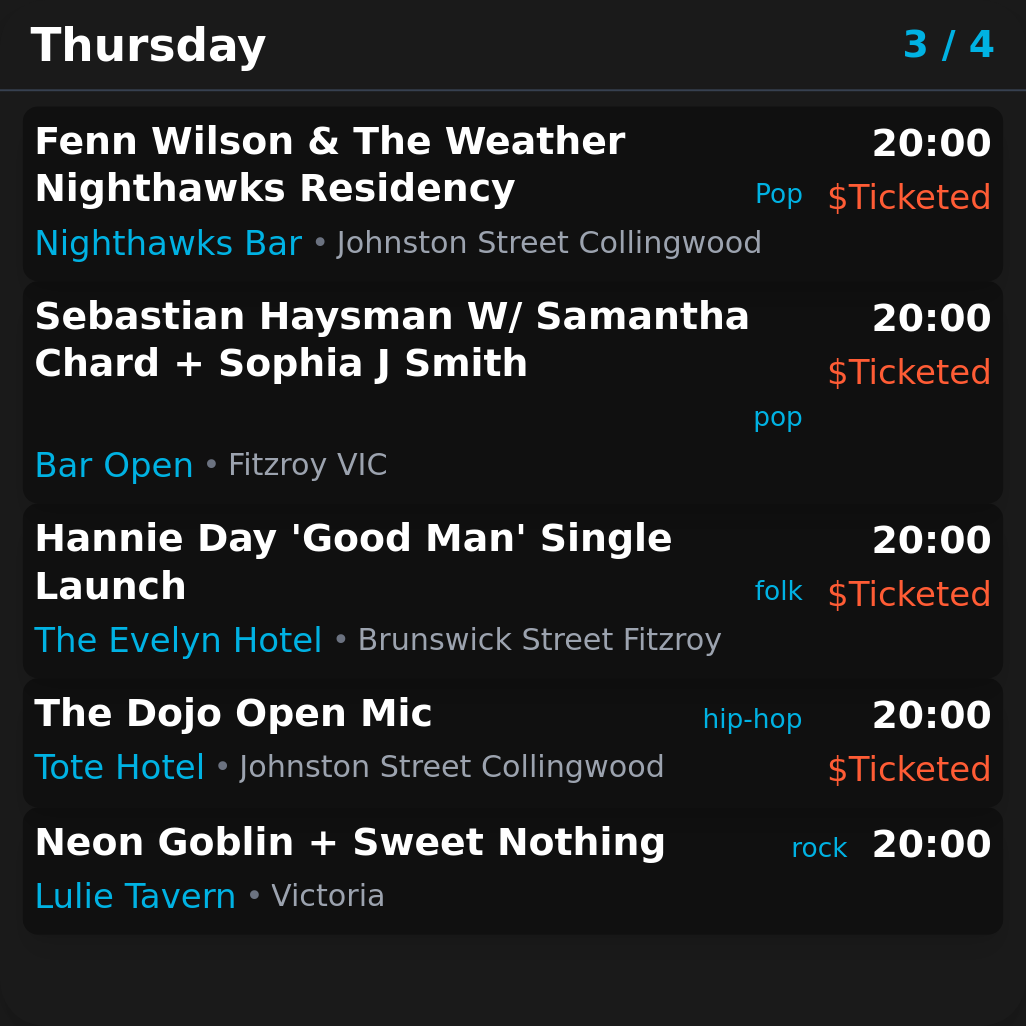 Thursday 3 / 4
Fenn Wilson & The Weather 20:00
Nighthawks Residency Pop $Ticketed
Nighthawks Bar • Johnston Street Collingwood
Sebastian Haysman W/ Samantha 20:00
Chard + Sophia J Smith $Ticketed
pop
Bar Open • Fitzroy VIC
Hannie Day 'Good Man' Single 20:00
Launch folk $Ticketed
The Evelyn Hotel • Brunswick Street Fitzroy
The Dojo Open Mic hip-hop 20:00
Tote Hotel • Johnston Street Collingwood $Ticketed
Neon Goblin + Sweet Nothing rock 20:00
Lulie Tavern • Victoria